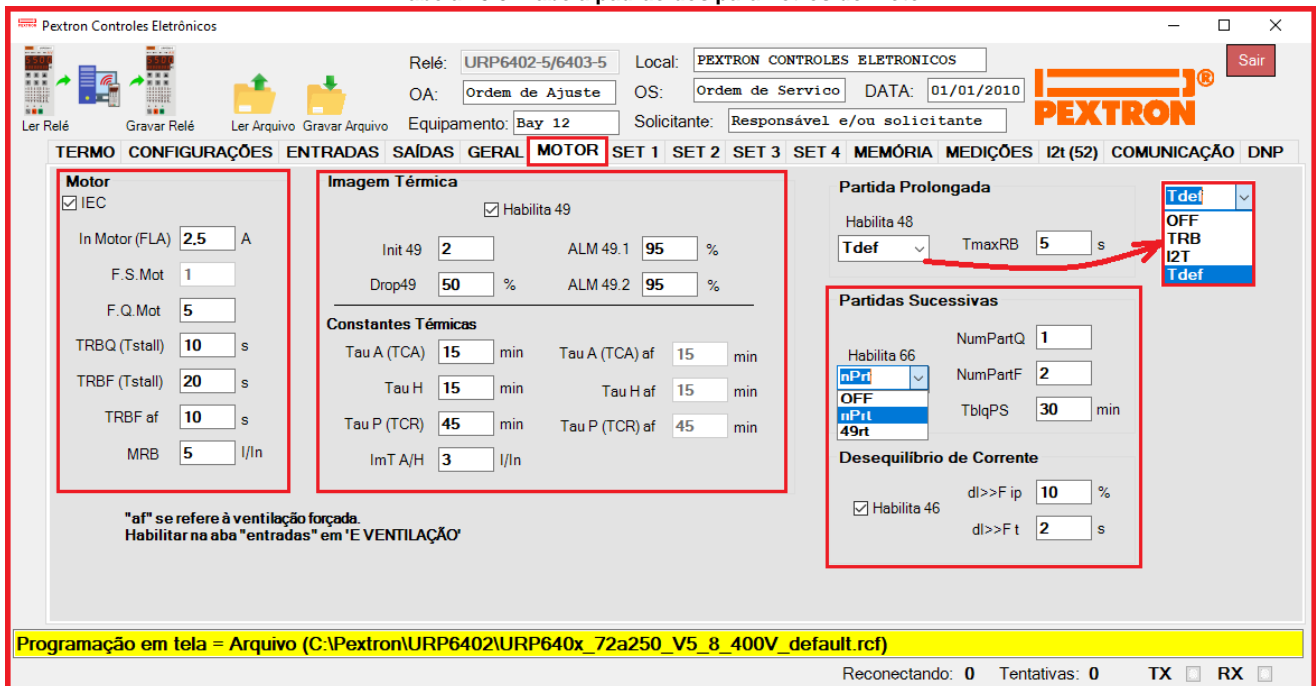 Pextron Controles Eletrônicos
Relé: URP6402-5/6403-5 Local: PEXTRON CONTROLES ELETRONICOS Sair
OA: Ordem de Ajuste OS: Ordem de Servico DATA: 01/01/2010
Equipamento: Bay 12 Solicitante: Responsável e/ou solicitante
PEXTRON
Ler Relé Gravar Relé Ler Arquivo Gravar Arquivo
TERMO CONFIGURAÇÕES ENTRADAS SAÍDAS GERAL MOTOR SET 1 SET 2 SET 3 SET 4 MEMÓRIA MEDIÇÕES I2t (52) COMUNICAÇÃO DNP
Motor
IEC
In Motor (FLA) 2,5 A
F.S.Mot 1
F.Q.Mot 5
TRBQ (Tstall) 10 s
TRBF (Tstall) 20 s
TRBF af 10 s
MRB 5 I/In
Imagem Térmica
Habilita 49
Init 49 2 ALM 49.1 95 %
Drop49 50 % ALM 49.2 95 %
Constantes Térmicas
Tau A (TCA) 15 min Tau A (TCA) af 15 min
Tau H 15 min Tau H af 15 min
Tau P (TCR) 45 min Tau P (TCR) af 45 min
ImT A/H 3 I/In
Partida Prolongada
Habilita 48
Tdef TmaxRB 5 s
Tdef
OFF
TRB
I2T
Tdef
Partidas Sucessivas
NumPartQ 1
Habilita 66
nPrt NumPartF 2
OFF
nPrt TblqPS 30 min
49rt
Desequilíbrio de Corrente
dI>>F ip 10 %
Habilita 46
dI>>F t 2 s
"af" se refere à ventilação forçada.
Habilitar na aba "entradas" em 'E VENTILAÇÃO'
Programação em tela = Arquivo (C:\Pextron\URP6402\URP640x_72a250_V5_8_400V_default.rcf)
Reconectando: 0 Tentativas: 0 TX RX